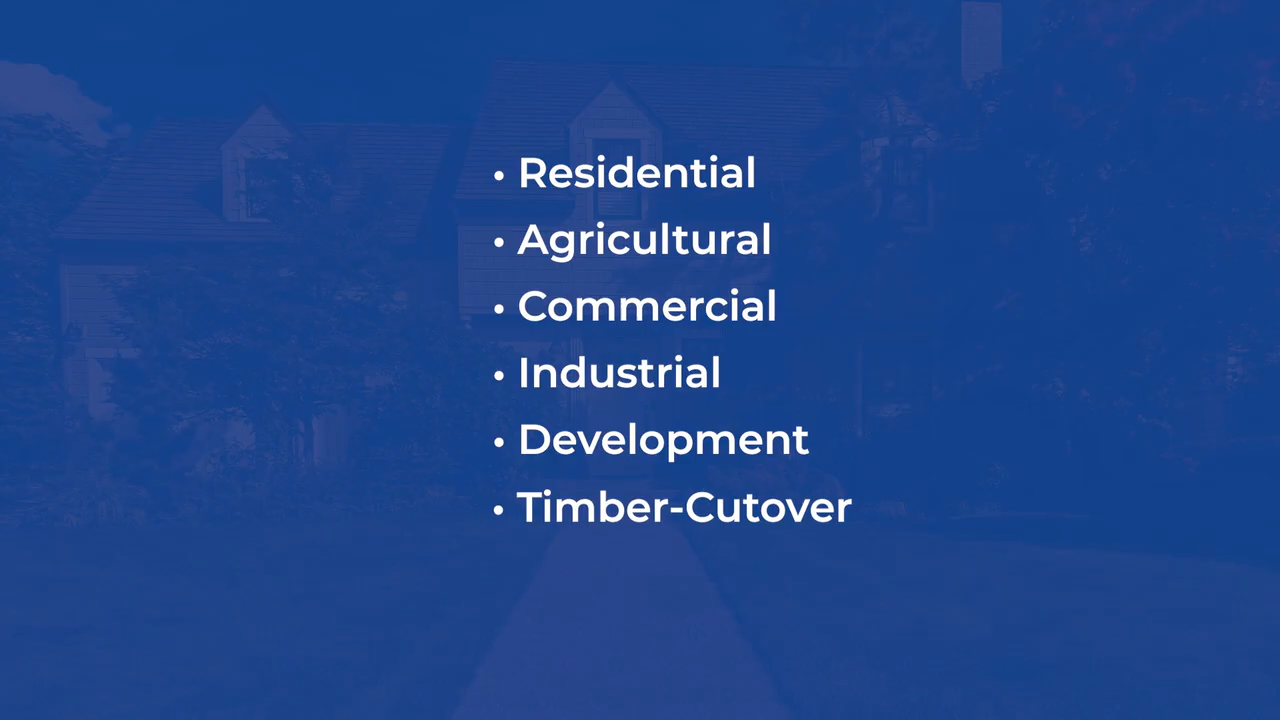 • Residential
• Agricultural
• Commercial
• Industrial
• Development
• Timber-Cutover